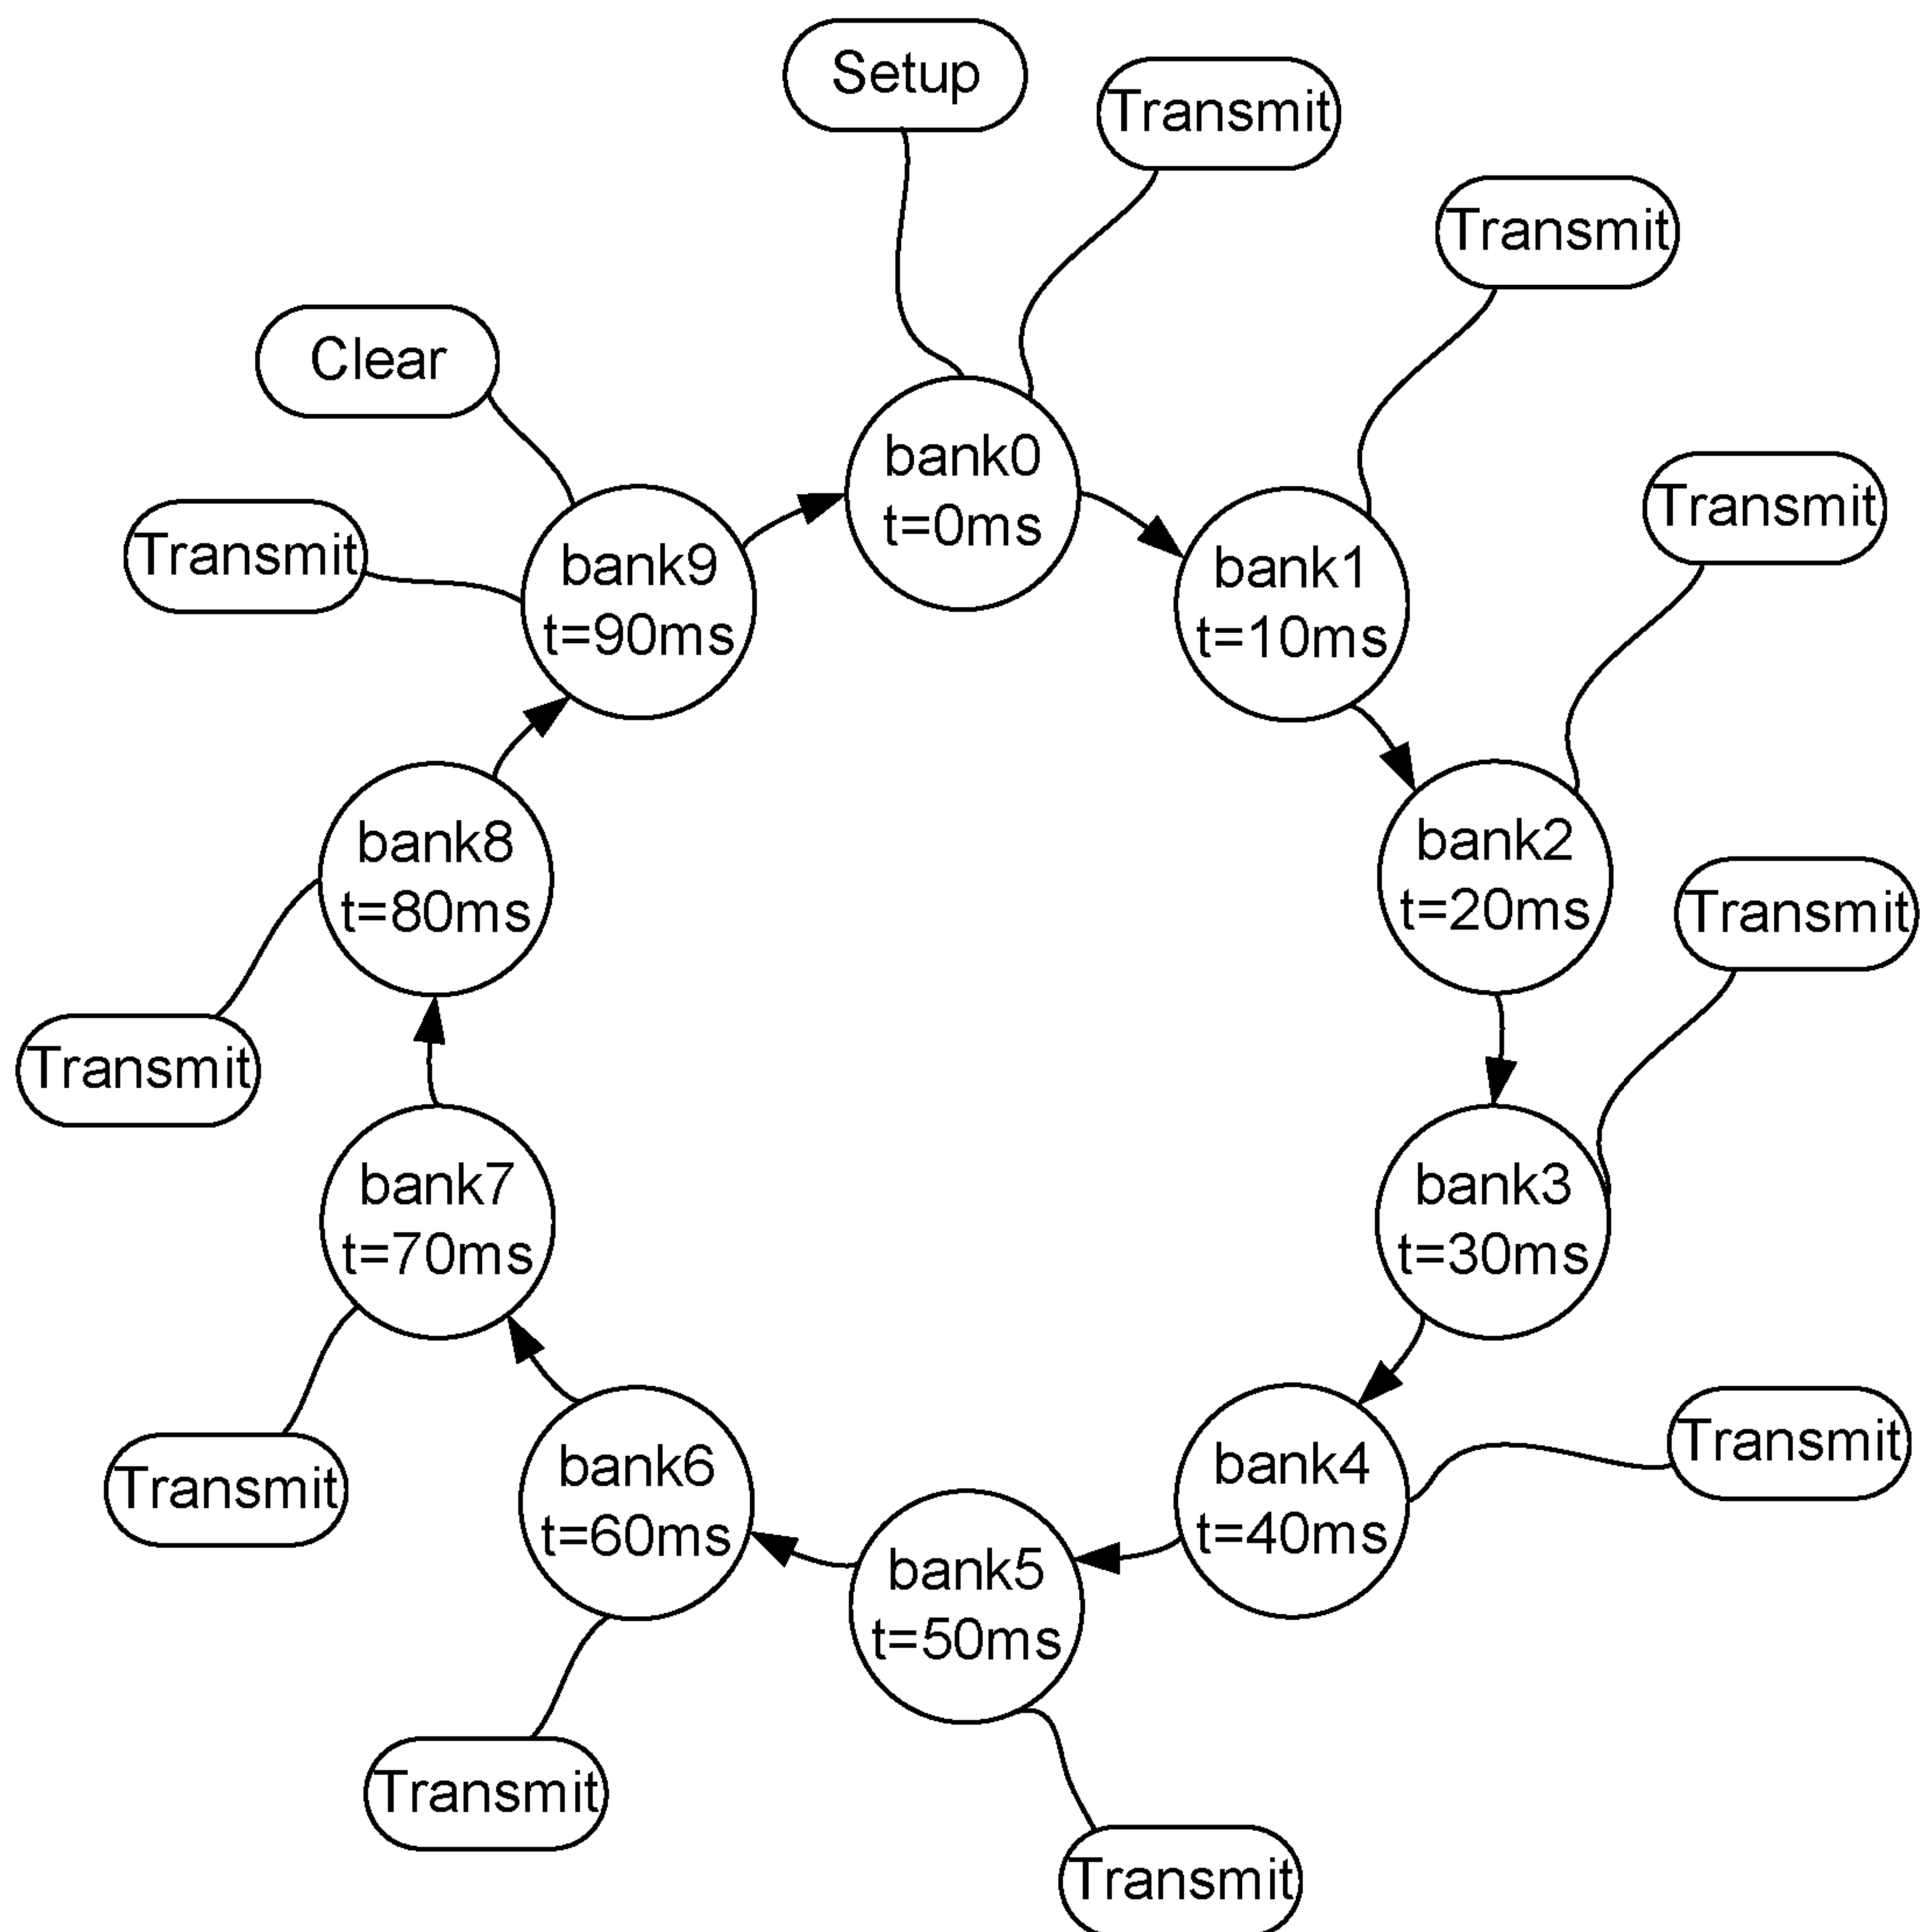 Setup
Transmit
Transmit
Clear
bank0
t=0ms
Transmit
Transmit
bank9
t=90ms
bank1
t=10ms
bank8
t=80ms
bank2
t=20ms
Transmit
Transmit
bank7
t=70ms
bank3
t=30ms
Transmit
Transmit
bank6
t=60ms
bank4
t=40ms
bank5
t=50ms
Transmit
Transmit